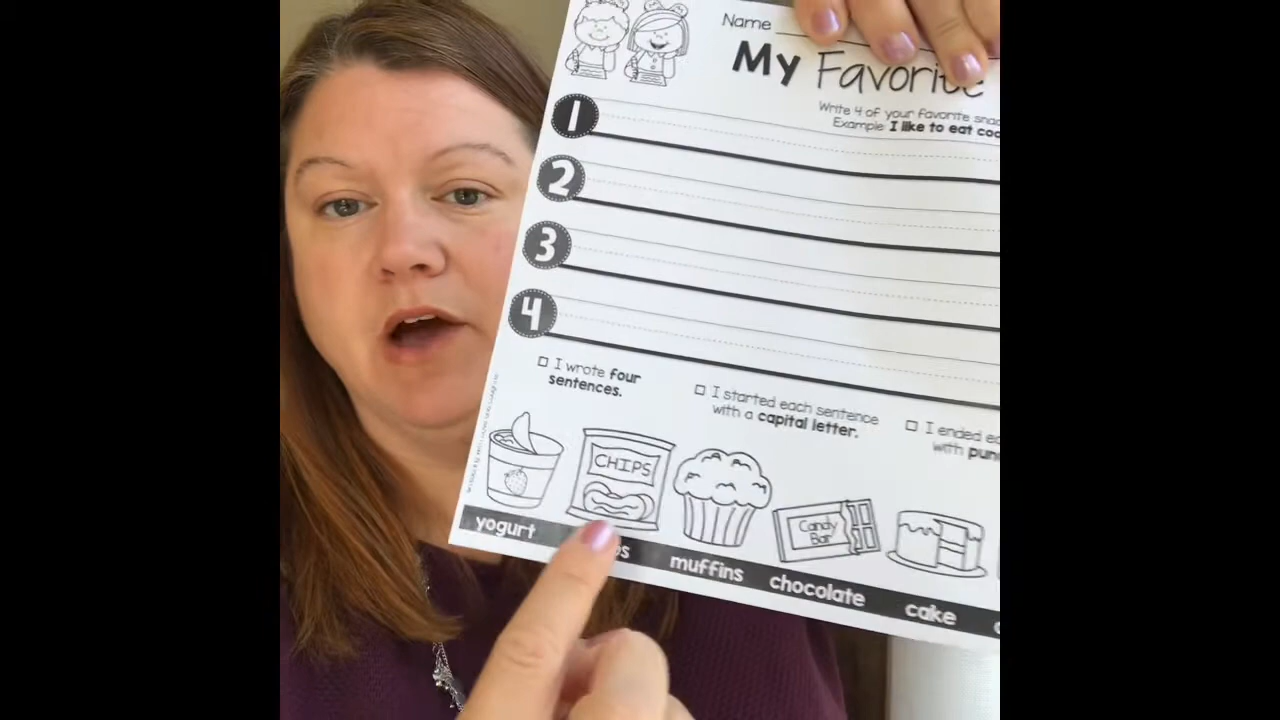 Name
My Favorite
Write 4 of your favorite
Example: I like to eat
1
2
3
4
I wrote four
sentences.
I started each sentence
with a capital letter.
I ended
with
CHIPS
Candy
Bar
yogurt
muffins
chocolate
cake